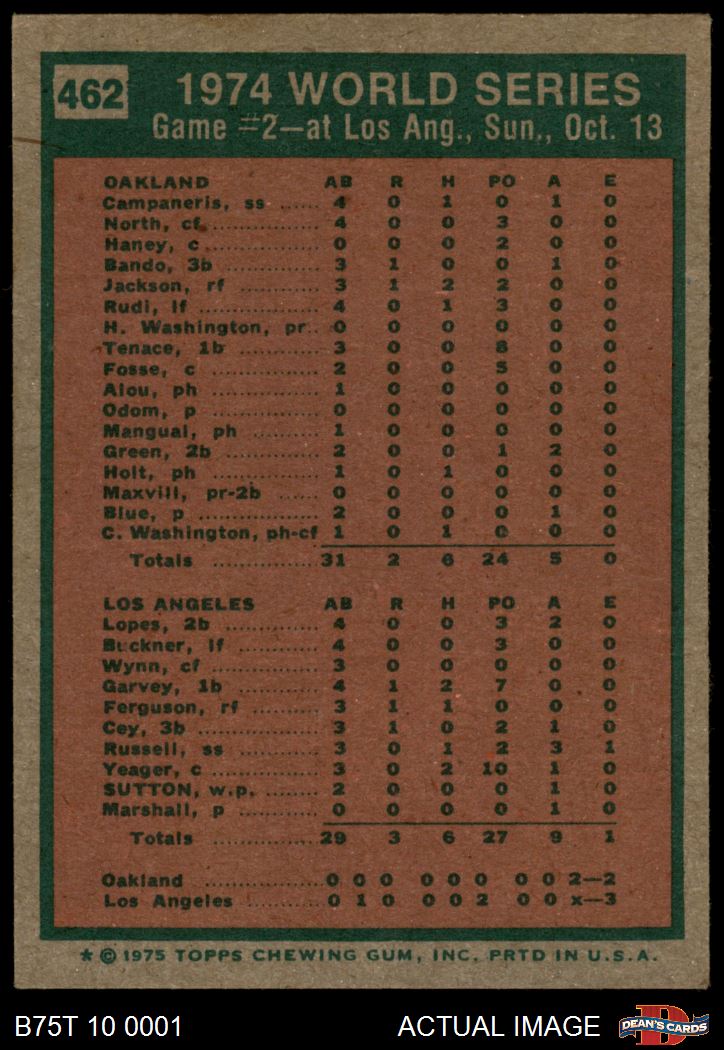 462
1974 WORLD SERIES
Game #2—at Los Ang., Sun., Oct. 13
OAKLAND AB R H PO A E
Campaneris, ss ...... 4 0 1 0 1 0
North, cf ................ 4 0 0 3 0 0
Haney, c ................ 0 0 0 2 0 0
Bando, 3b .............. 3 1 0 0 1 0
Jackson, rf ............ 3 1 2 2 0 0
Rudi, lf .................. 4 0 1 3 0 0
H. Washington, pr.. 0 0 0 0 0 0
Tenace, 1b ............ 3 0 0 8 0 0
Fosse, c ................ 2 0 0 5 0 0
Alou, ph ................ 1 0 0 0 0 0
Odom, p ................ 0 0 0 0 0 0
Mangual, ph .......... 1 0 0 0 0 0
Green, 2b .............. 2 0 0 1 2 0
Holt, ph ................ 1 0 1 0 0 0
Maxvill, pr-2b ...... 0 0 0 0 0 0
Blue, p .................. 2 0 0 0 1 0
C. Washington, ph-cf 1 0 1 0 0 0
Totals .............. 31 2 6 24 5 0
LOS ANGELES AB R H PO A E
Lopes, 2b .............. 4 0 0 3 2 0
Buckner, lf ............ 4 0 0 3 0 0
Wynn, cf ................ 3 0 0 0 0 0
Garvey, 1b ............ 4 1 2 7 0 0
Ferguson, rf .......... 3 1 1 0 0 0
Cey, 3b .................. 3 1 0 2 1 0
Russell, ss ............ 3 0 1 2 3 1
Yeager, c .............. 3 0 2 10 1 0
SUTTON, w.p. ........ 2 0 0 0 1 0
Marshall, p ............ 0 0 0 0 1 0
Totals .............. 29 3 6 27 9 1
Oakland ................ 0 0 0 0 0 0 0 0 2—2
Los Angeles .......... 0 1 0 0 0 2 0 0 x—3
* © 1975 TOPPS CHEWING GUM, INC. PRTD IN U.S.A.
B75T 10 0001 ACTUAL IMAGE
D
DEAN'S CARDS